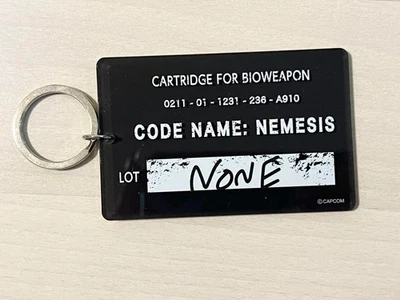 CARTRIDGE FOR BIOWEAPON
0211 - 01 - 1231 - 236 - A910
CODE NAME: NEMESIS
LOT NONE
©CAPCOM